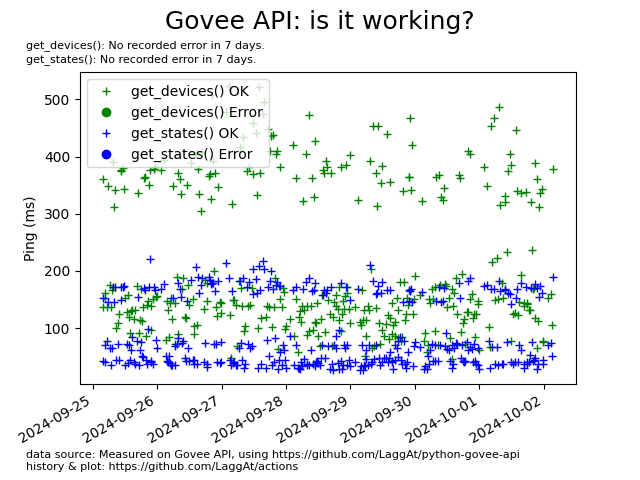 Govee API: is it working?
get_devices(): No recorded error in 7 days.
get_states(): No recorded error in 7 days.
get_devices() OK
get_devices() Error
get_states() OK
get_states() Error
500
400
300
200
100
Ping (ms)
2024-09-25
2024-09-26
2024-09-27
2024-09-28
2024-09-29
2024-09-30
2024-10-01
2024-10-02
data source: Measured on Govee API, using https://github.com/LaggAt/python-govee-api
history & plot: https://github.com/LaggAt/actions